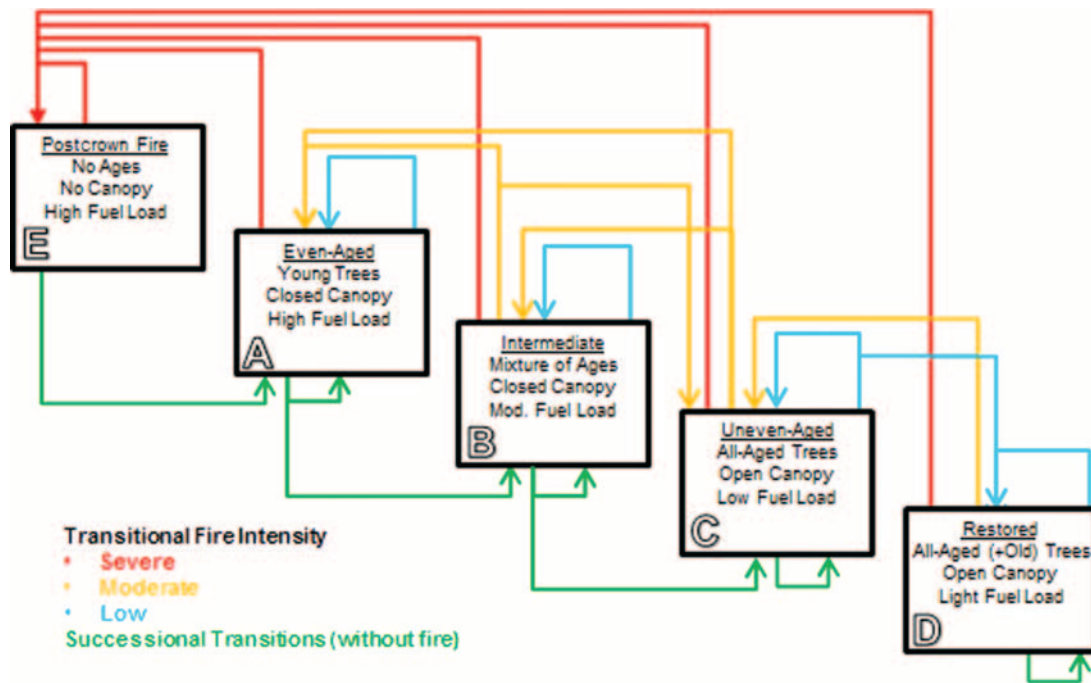 Postcrown Fire
No Ages
No Canopy
High Fuel Load
E
Even-Aged
Young Trees
Closed Canopy
High Fuel Load
A
Intermediate
Mixture of Ages
Closed Canopy
Mod. Fuel Load
B
Uneven-Aged
All-Aged Trees
Open Canopy
Low Fuel Load
C
Restored
All-Aged (+Old) Trees
Open Canopy
Light Fuel Load
D
Transitional Fire Intensity
• Severe
• Moderate
• Low
Successional Transitions (without fire)